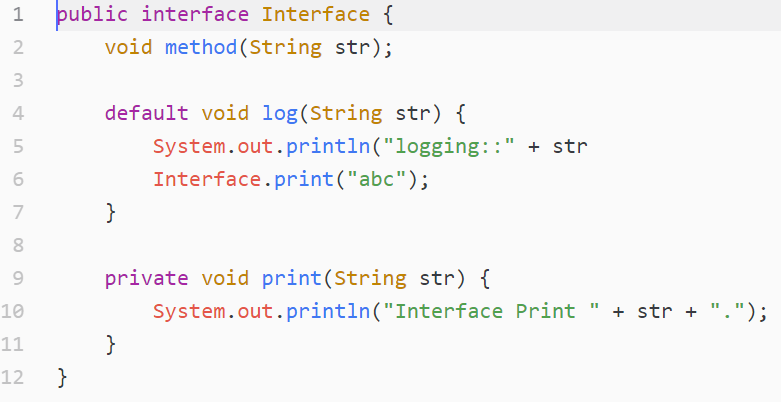 1 public interface Interface {
2     void method(String str);
3
4     default void log(String str) {
5         System.out.println("logging::" + str
6         Interface.print("abc");
7     }
8
9     private void print(String str) {
10         System.out.println("Interface Print " + str + ".");
11     }
12 }